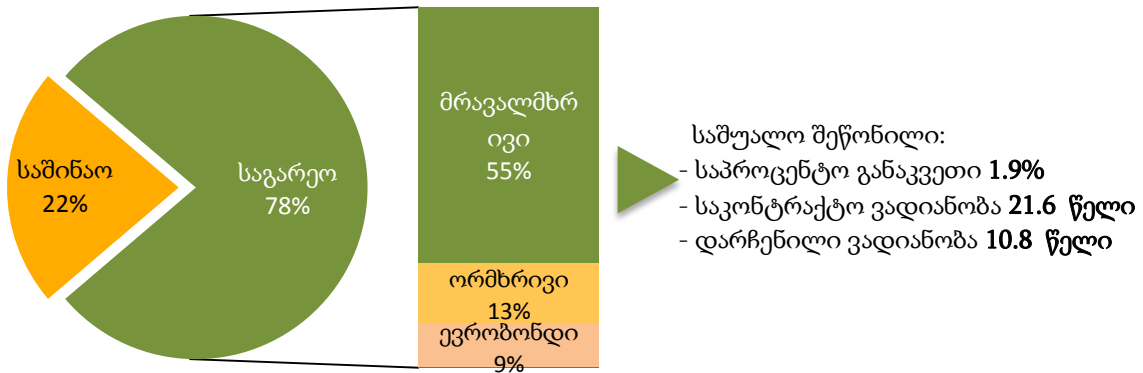 საშინაო
22%
საგარეო
78%
მრავალმხრ
ივი
55%
ორმხრივი
13%
ევრობონდი
9%
საშუალო შეწონილი:
- საპროცენტო განაკვეთი 1.9%
- საკონტრაქტო ვადიანობა 21.6 წელი
- დარჩენილი ვადიანობა 10.8 წელი